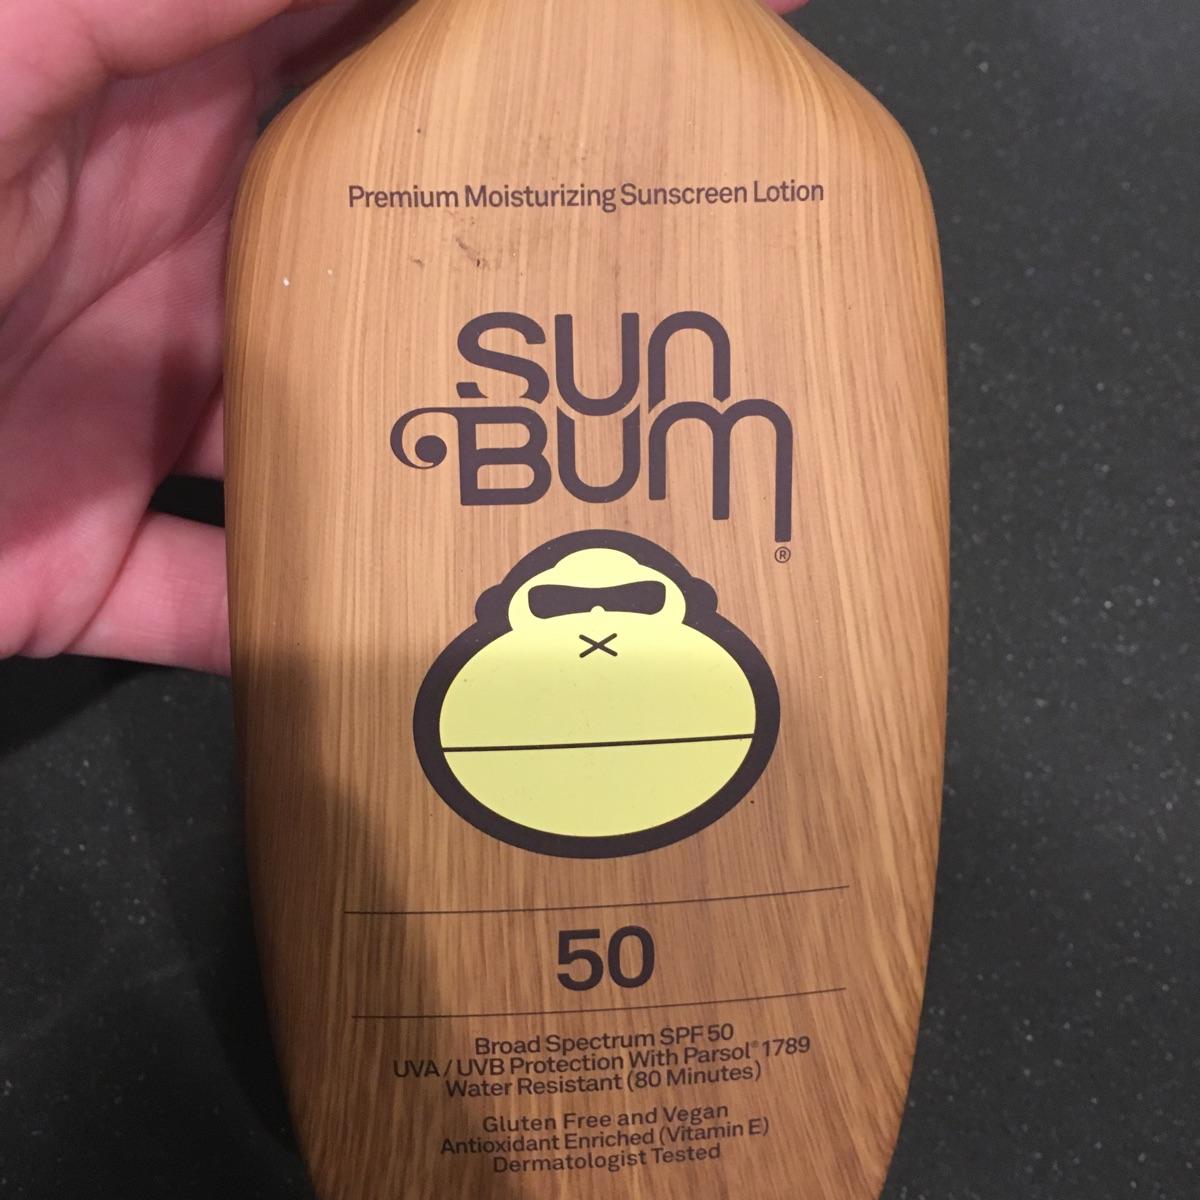 Premium Moisturizing Sunscreen Lotion
SUN
BUM
®
50
Broad Spectrum SPF 50
UVA / UVB Protection With Parsol® 1789
Water Resistant (80 Minutes)
Gluten Free and Vegan
Antioxidant Enriched (Vitamin E)
Dermatologist Tested